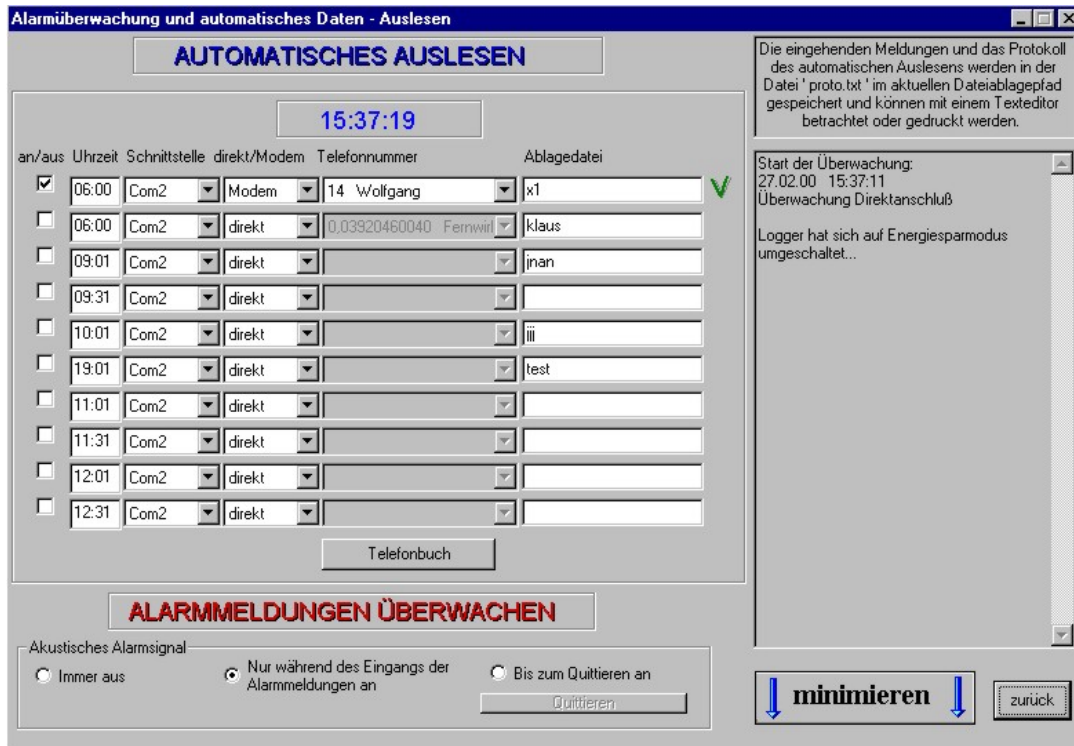 Alarmüberwachung und automatisches Daten - Auslesen
AUTOMATISCHES AUSLESEN
15:37:19
an/aus Uhrzeit Schnittstelle direkt/Modem Telefonnummer Ablagedatei
06:00 Com2 Modem 14 Wolfgang x1
06:00 Com2 direkt 0,03920460040 Fernwirl klaus
09:01 Com2 direkt jnan
09:31 Com2 direkt
10:01 Com2 direkt iii
19:01 Com2 direkt test
11:01 Com2 direkt
11:31 Com2 direkt
12:01 Com2 direkt
12:31 Com2 direkt
Telefonbuch
ALARMMELDUNGEN ÜBERWACHEN
Akustisches Alarmsignal
Immer aus
Nur während des Eingangs der
Alarmmeldungen an
Bis zum Quittieren an
Quittieren
Die eingehenden Meldungen und das Protokoll
des automatischen Auslesens werden in der
Datei ' proto.txt ' im aktuellen Dateiablagepfad
gespeichert und können mit einem Texteditor
betrachtet oder gedruckt werden.
Start der Überwachung:
27.02.00 15:37:11
Überwachung Direktanschluß
Logger hat sich auf Energiesparmodus
umgeschaltet...
minimieren
zurück